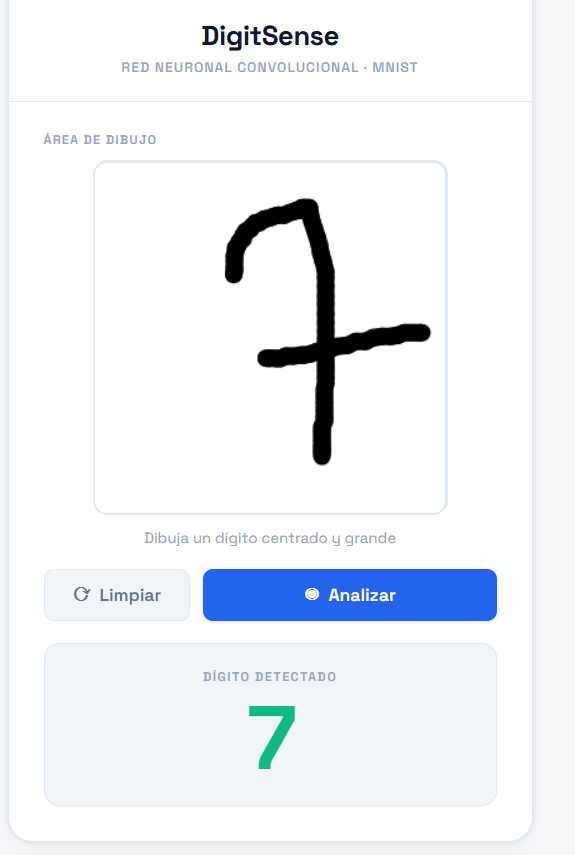 DigitSense
RED NEURONAL CONVOLUCIONAL · MNIST
ÁREA DE DIBUJO
7
Dibuja un dígito centrado y grande
Limpiar
Analizar
DÍGITO DETECTADO
7